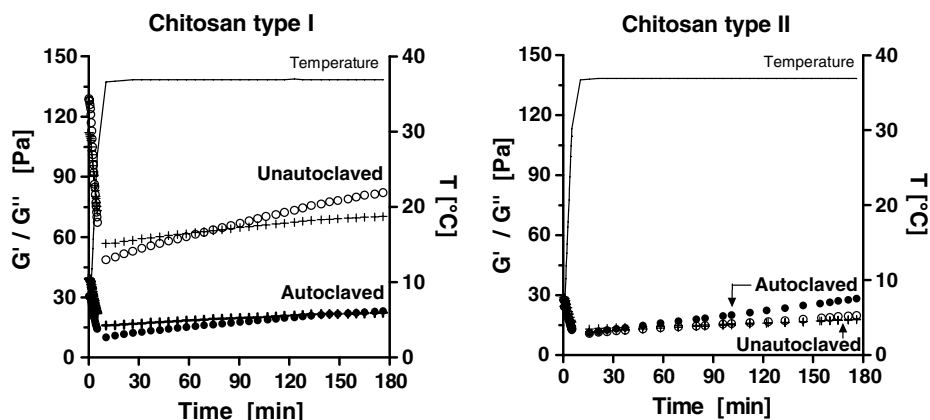 Chitosan type I
150
120
90
60
30
0
G' / G'' [Pa]
40
30
20
10
0
T [°C]
Temperature
Unautoclaved
Autoclaved
0 30 60 90 120 150 180
Time [min]
Chitosan type II
150
120
90
60
30
0
G' / G'' [Pa]
40
30
20
10
0
T [°C]
Temperature
Autoclaved
Unautoclaved
0 30 60 90 120 150 180
Time [min]